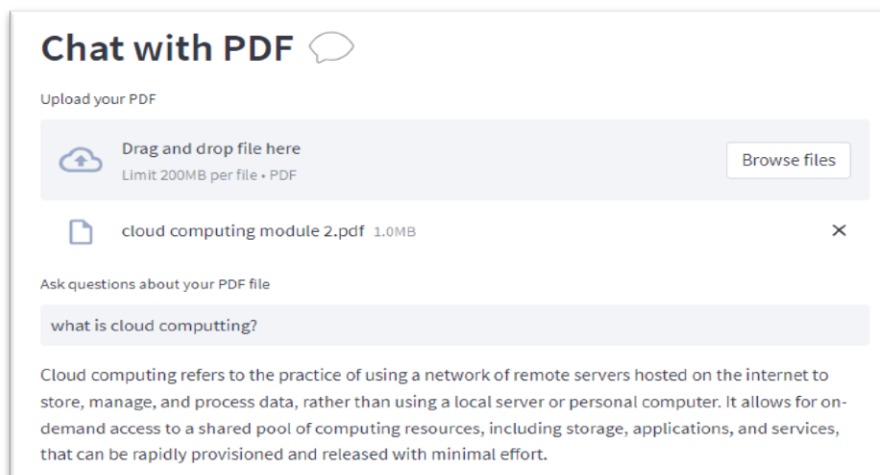 Chat with PDF
Upload your PDF
Drag and drop file here
Limit 200MB per file • PDF
Browse files
cloud computing module 2.pdf 1.0MB
Ask questions about your PDF file
what is cloud computting?
Cloud computing refers to the practice of using a network of remote servers hosted on the internet to
store, manage, and process data, rather than using a local server or personal computer. It allows for on-
demand access to a shared pool of computing resources, including storage, applications, and services,
that can be rapidly provisioned and released with minimal effort.